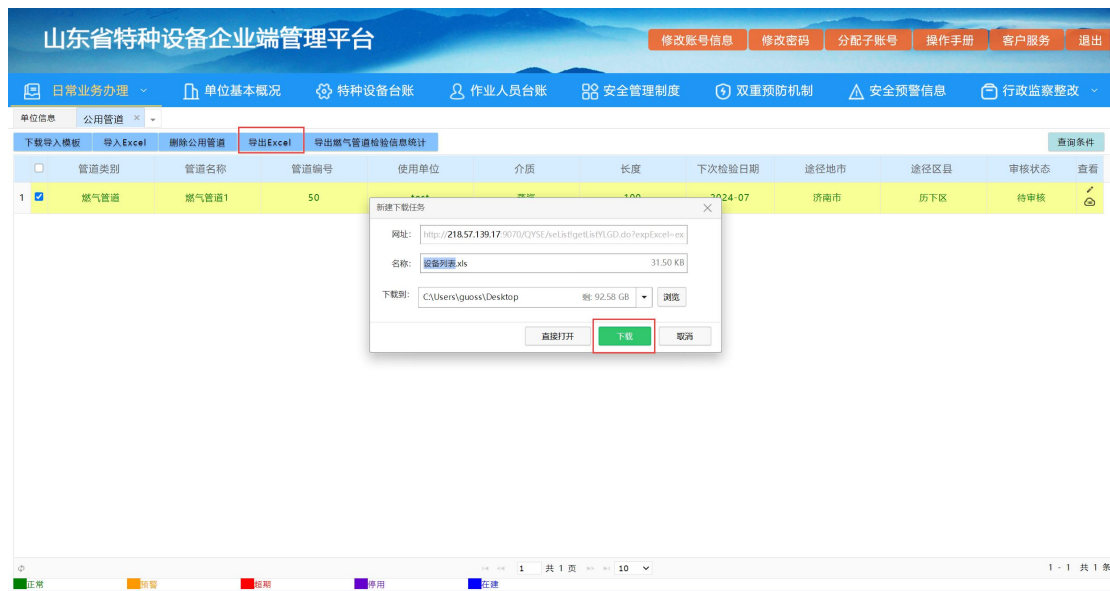 山东省特种设备企业端管理平台
修改账号信息 修改密码 分配子账号 操作手册 客户服务 退出
日常业务办理 单位基本概况 特种设备台账 作业人员台账 安全管理制度 双重预防机制 安全预警信息 行政监察整改
单位信息 公用管道
下载导入模板 导入Excel 删除公用管道 导出Excel 导出燃气管道检验信息统计 查询条件
管道类别 管道名称 管道编号 使用单位 介质 长度 下次检验日期 途径地市 途径区县 审核状态 查看
1 燃气管道 燃气管道1 50 2024-07 济南市 历下区 待审核
新建下载任务
网址: http://218.57.139.17:9070/QYSE/seList!getListYLGD.do?expExcel=ex
名称: 设备列表.xls 31.50 KB
下载到: C:\Users\guoss\Desktop 剩: 92.58 GB 浏览
直接打开 下载 取消
1 共 1 页 10 1 - 1 共 1 条
正常 预警 超期 停用 在建